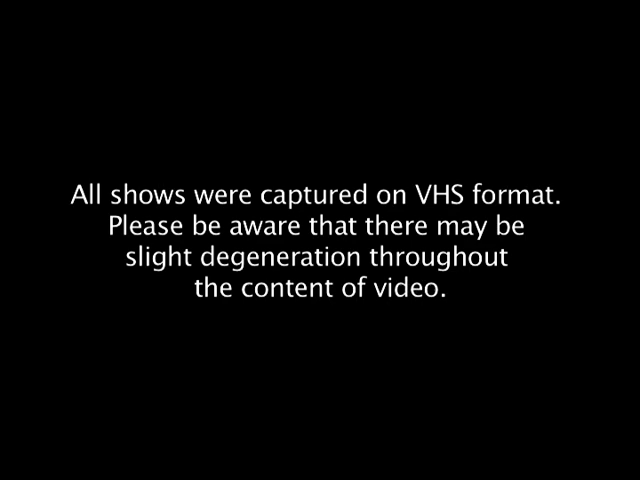 All shows were captured on VHS format.
Please be aware that there may be
slight degeneration throughout
the content of video.